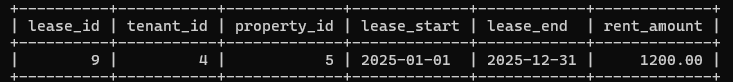 +----------+-----------+-------------+-------------+------------+-------------+
| lease_id | tenant_id | property_id | lease_start | lease_end  | rent_amount |
+----------+-----------+-------------+-------------+------------+-------------+
|        9 |         4 |           5 | 2025-01-01  | 2025-12-31 |     1200.00 |
+----------+-----------+-------------+-------------+------------+-------------+